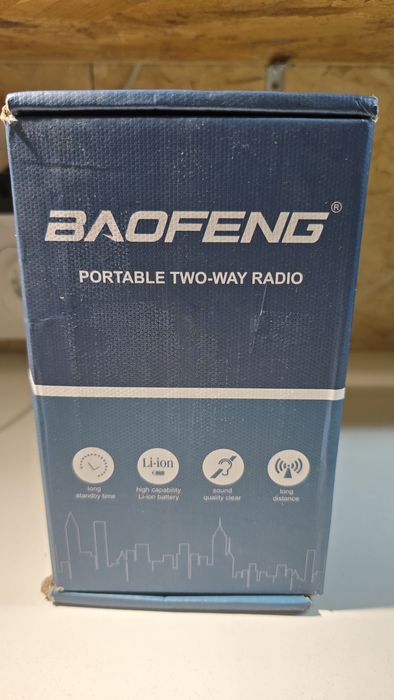 BAOFENG®
PORTABLE TWO-WAY RADIO
Li-ion
long
standby time
high capability
Li-ion battery
sound
quality clear
long
distance